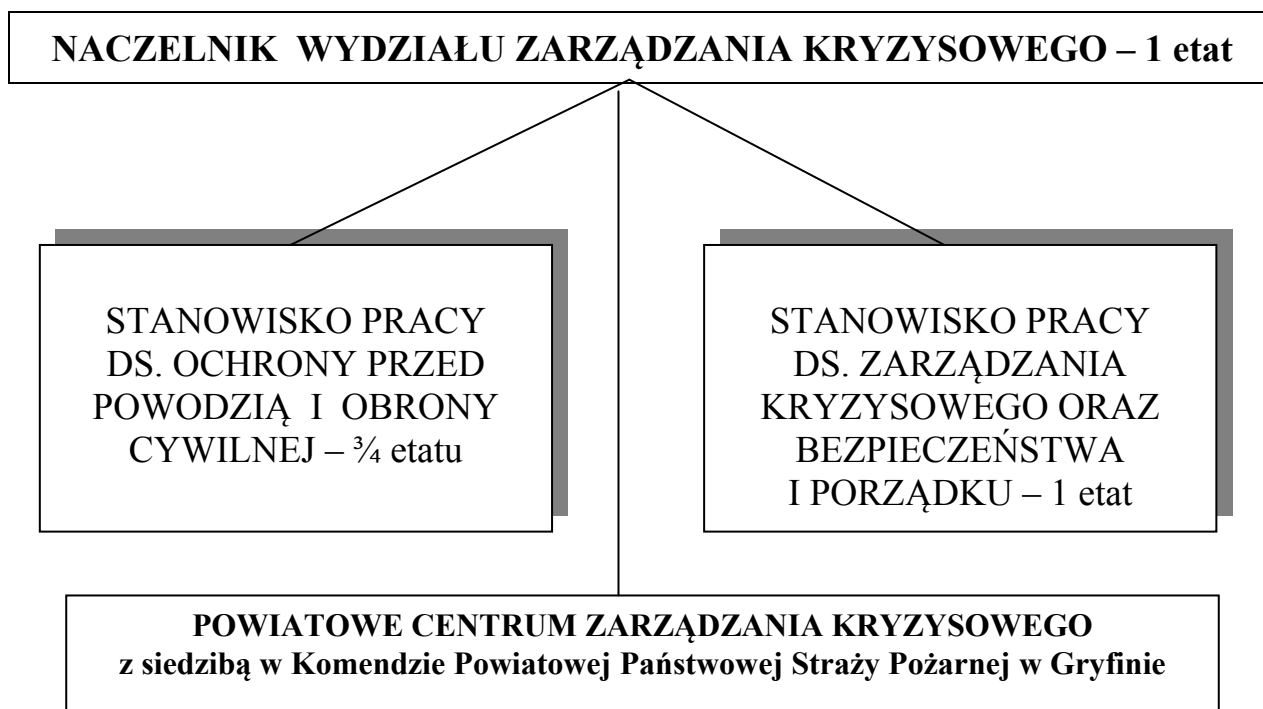 NACZELNIK WYDZIAŁU ZARZĄDZANIA KRYZYSOWEGO – 1 etat
STANOWISKO PRACY
DS. OCHRONY PRZED
POWODZIĄ I OBRONY
CYWILNEJ – ¾ etatu
STANOWISKO PRACY
DS. ZARZĄDZANIA
KRYZYSOWEGO ORAZ
BEZPIECZEŃSTWA
I PORZĄDKU – 1 etat
POWIATOWE CENTRUM ZARZĄDZANIA KRYZYSOWEGO
z siedzibą w Komendzie Powiatowej Państwowej Straży Pożarnej w Gryfinie